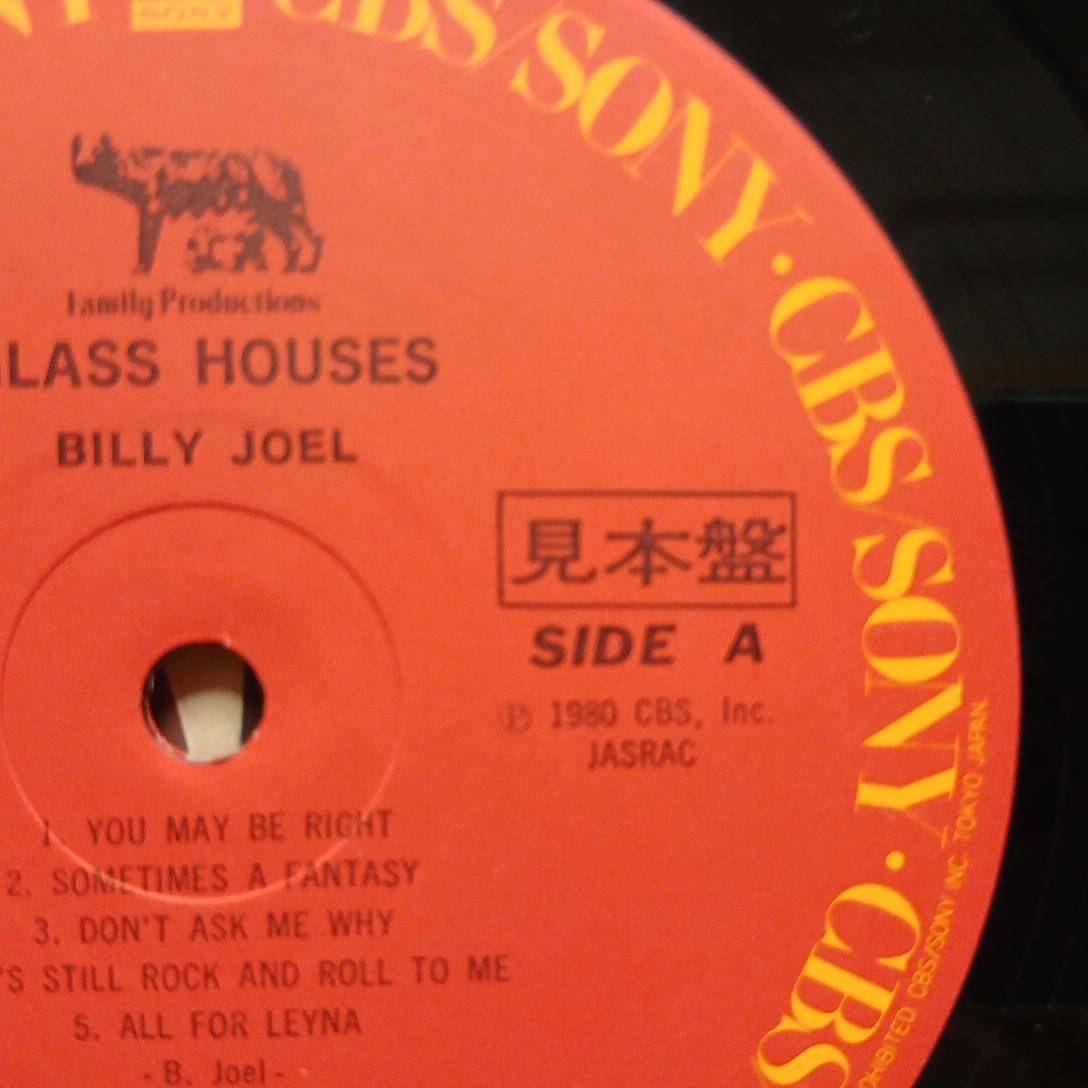 SONY
CBS/SONY · CBS/SONY · CBS
Family Productions
LASS HOUSES
BILLY JOEL
見本盤
SIDE A
Ⓟ 1980 CBS, Inc.
JASRAC
1. YOU MAY BE RIGHT
2. SOMETIMES A FANTASY
3. DON'T ASK ME WHY
'S STILL ROCK AND ROLL TO ME
5. ALL FOR LEYNA
- B. Joel -
HIBITED. CBS/SONY INC. TOKYO JAPAN